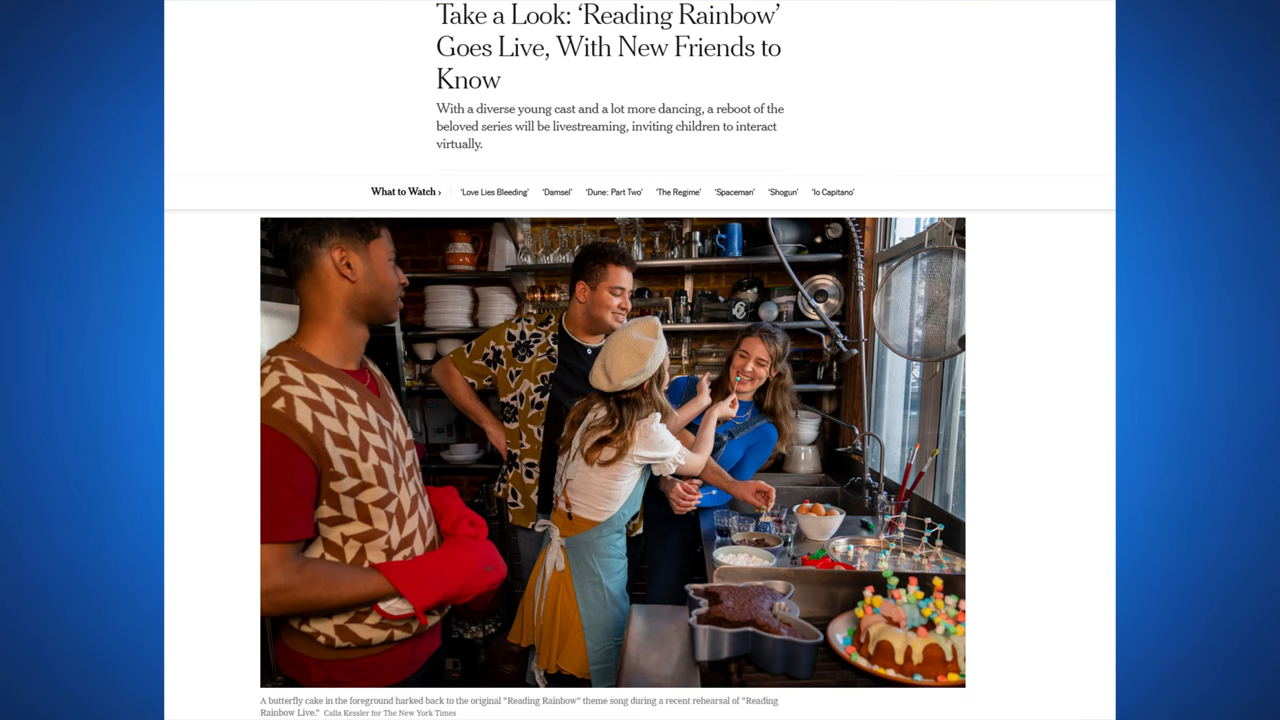 Take a Look: ‘Reading Rainbow’
Goes Live, With New Friends to
Know
With a diverse young cast and a lot more dancing, a reboot of the
beloved series will be livestreaming, inviting children to interact
virtually.
What to Watch › ‘Love Lies Bleeding’ ‘Damsel’ ‘Dune: Part Two’ ‘The Regime’ ‘Spaceman’ ‘Shogun’ ‘Io Capitano’
A butterfly cake in the foreground harked back to the original “Reading Rainbow” theme song during a recent rehearsal of “Reading
Rainbow Live.” Calla Kessler for The New York Times